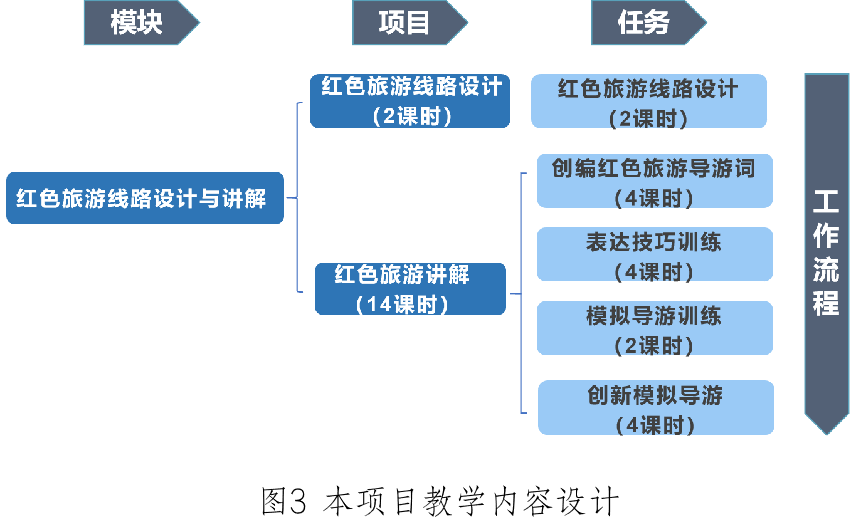 模块
项目
任务
红色旅游线路设计与讲解
红色旅游线路设计
(2课时)
红色旅游讲解
(14课时)
红色旅游线路设计
(2课时)
创编红色旅游导游词
(4课时)
表达技巧训练
(4课时)
模拟导游训练
(2课时)
创新模拟导游
(4课时)
工
作
流
程
图3 本项目教学内容设计